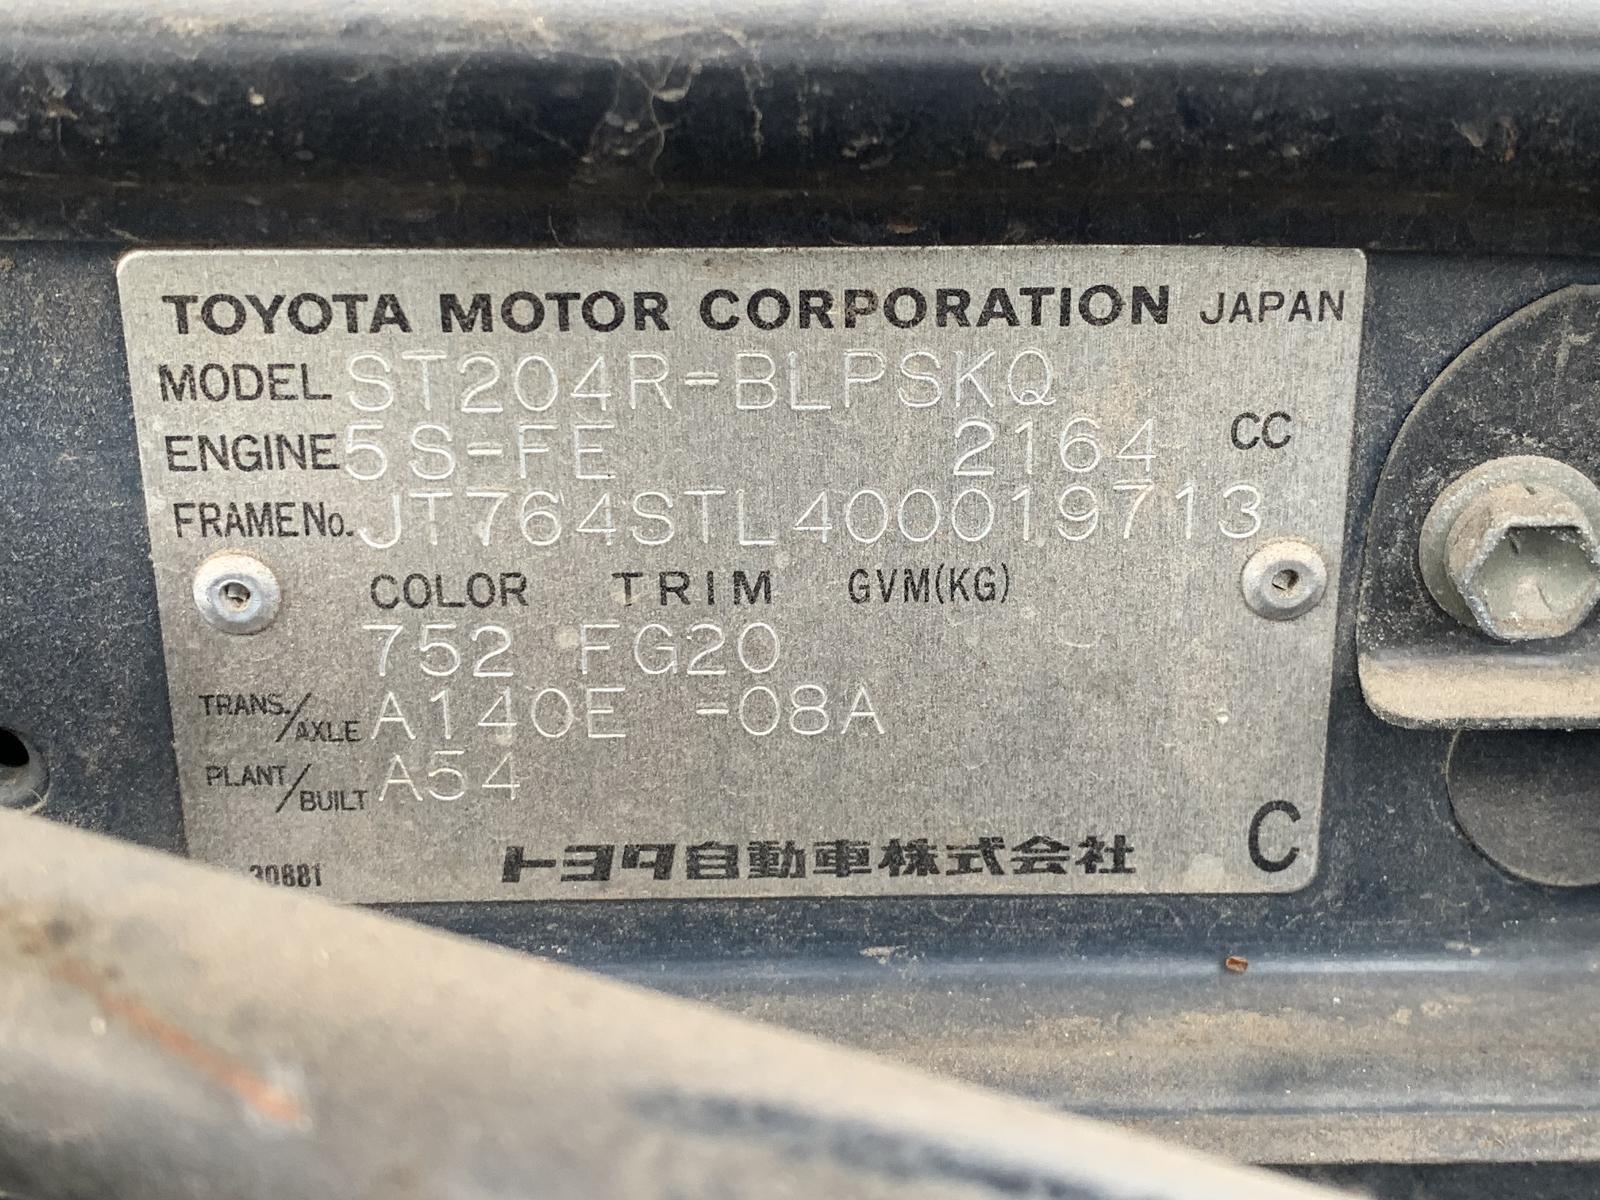 TOYOTA MOTOR CORPORATION JAPAN
MODEL ST204R-BLPSKQ
ENGINE 5S-FE 2164 CC
FRAME No. JT764STL400019713
COLOR TRIM GVM(KG)
752 FG20
TRANS./AXLE A140E =08A
PLANT/BUILT A54
トヨタ自動車株式会社 C
30681